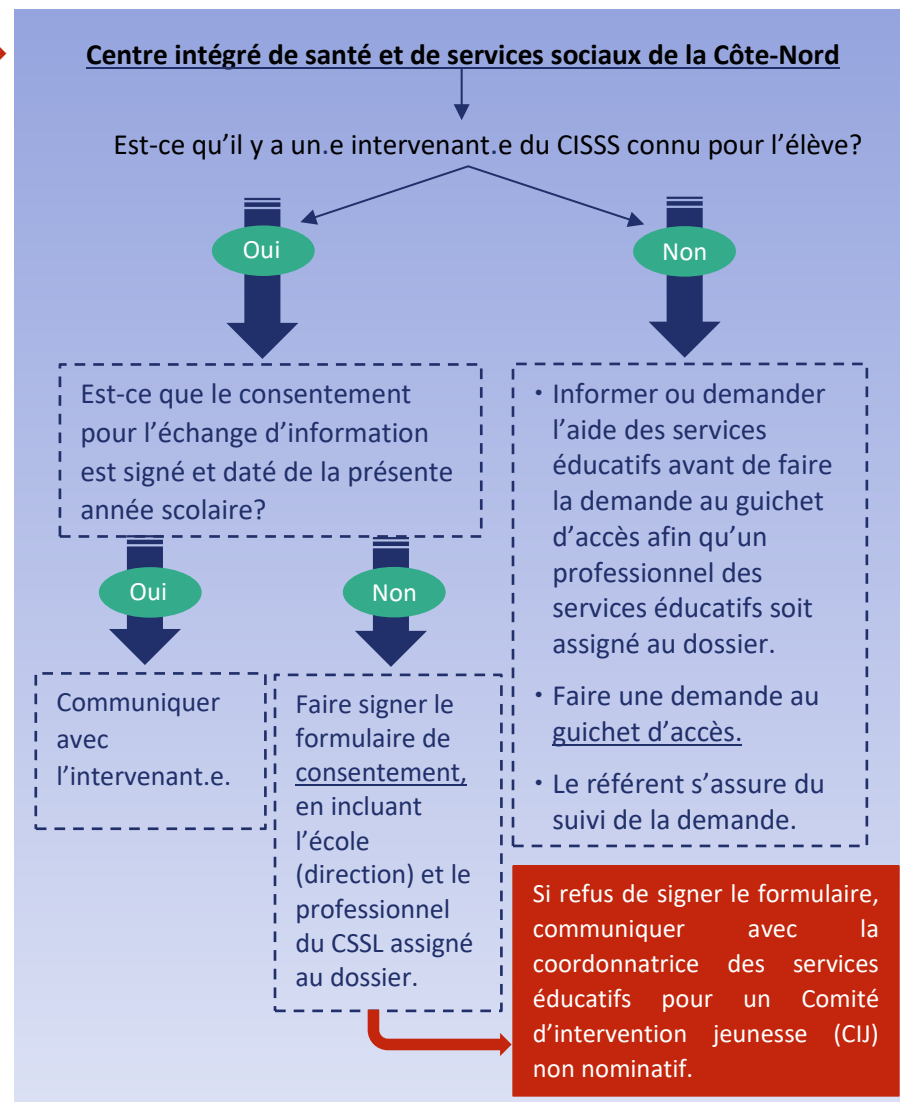 Centre intégré de santé et de services sociaux de la Côte-Nord
Est-ce qu'il y a un.e intervenant.e du CISSS connu pour l'élève?
Oui
Non
Est-ce que le consentement
pour l'échange d'information
est signé et daté de la présente
année scolaire?
· Informer ou demander
l'aide des services
éducatifs avant de faire
la demande au guichet
d'accès afin qu'un
professionnel des
services éducatifs soit
assigné au dossier.
· Faire une demande au
guichet d'accès.
· Le référent s'assure du
suivi de la demande.
Oui
Non
Communiquer
avec
l'intervenant.e.
Faire signer le
formulaire de
consentement,
en incluant
l'école
(direction) et le
professionnel
du CSSL assigné
au dossier.
Si refus de signer le formulaire,
communiquer avec la
coordonnatrice des services
éducatifs pour un Comité
d'intervention jeunesse (CIJ)
non nominatif.